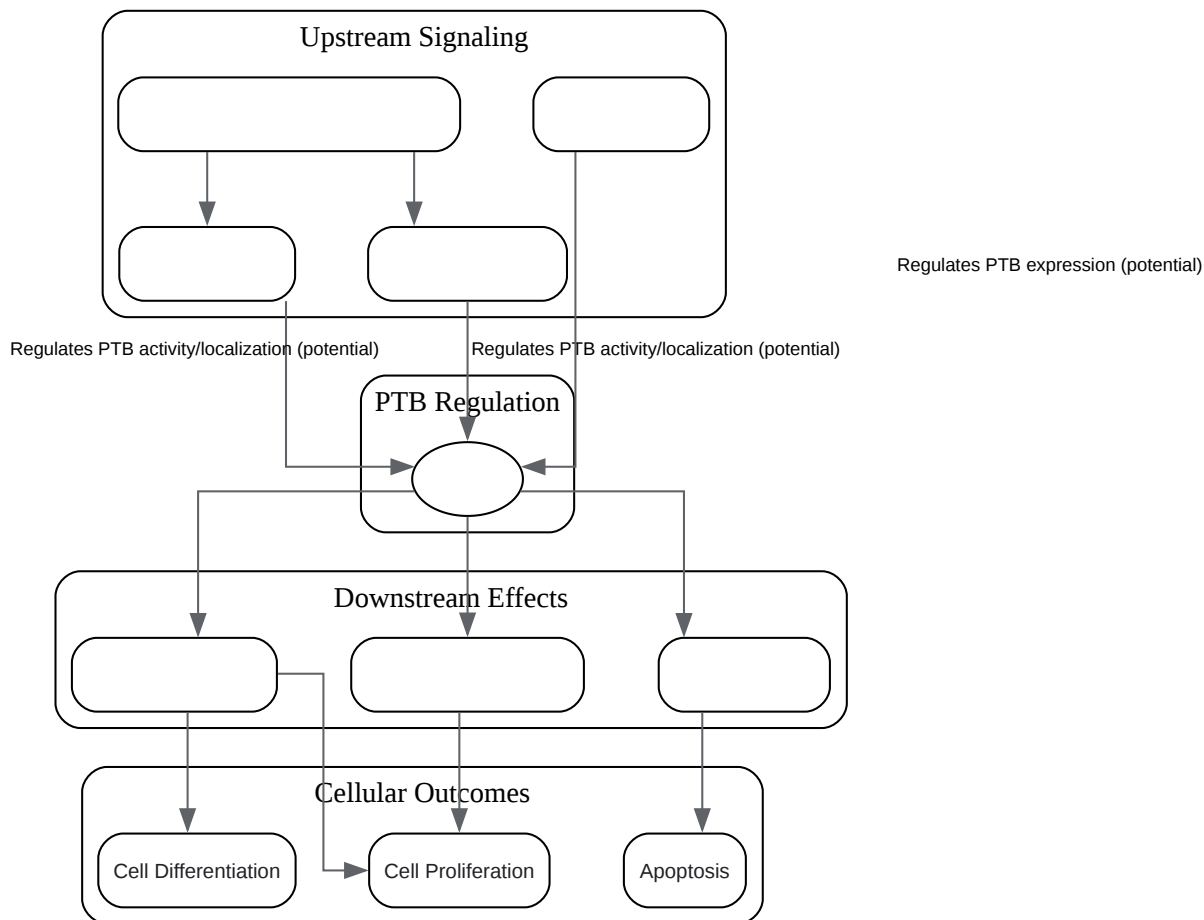 Upstream Signaling
Regulates PTB expression (potential)
Regulates PTB activity/localization (potential)
Regulates PTB activity/localization (potential)
PTB Regulation
Downstream Effects
Cellular Outcomes
Cell Differentiation
Cell Proliferation
Apoptosis